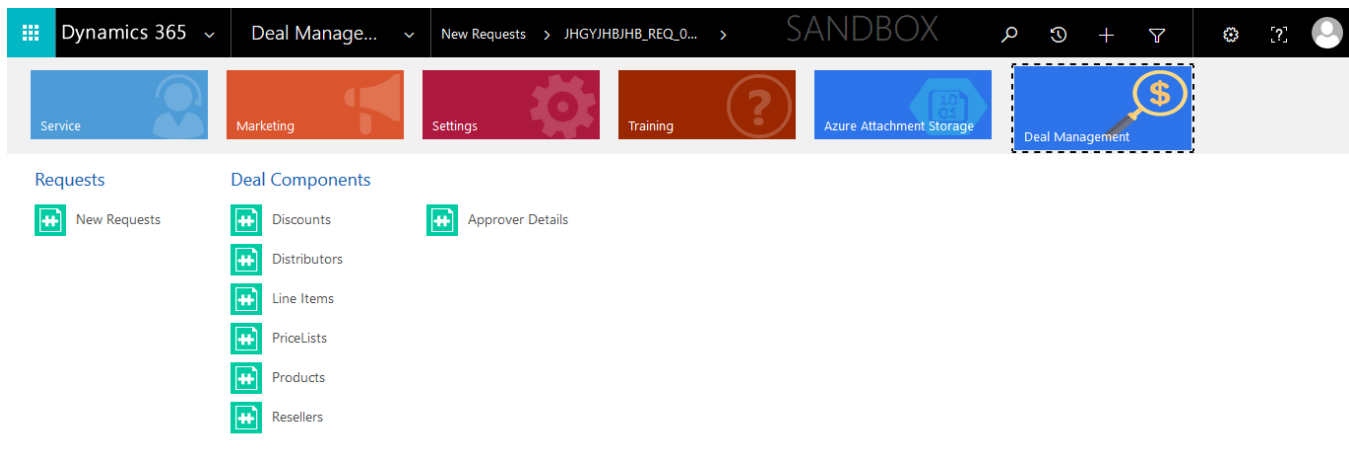 Dynamics 365 Deal Manage... New Requests > JHGYJHBJHB_REQ_0... > SANDBOX
Service Marketing Settings Training Azure Attachment Storage Deal Management
Requests Deal Components
New Requests Discounts Approver Details
Distributors
Line Items
PriceLists
Products
Resellers